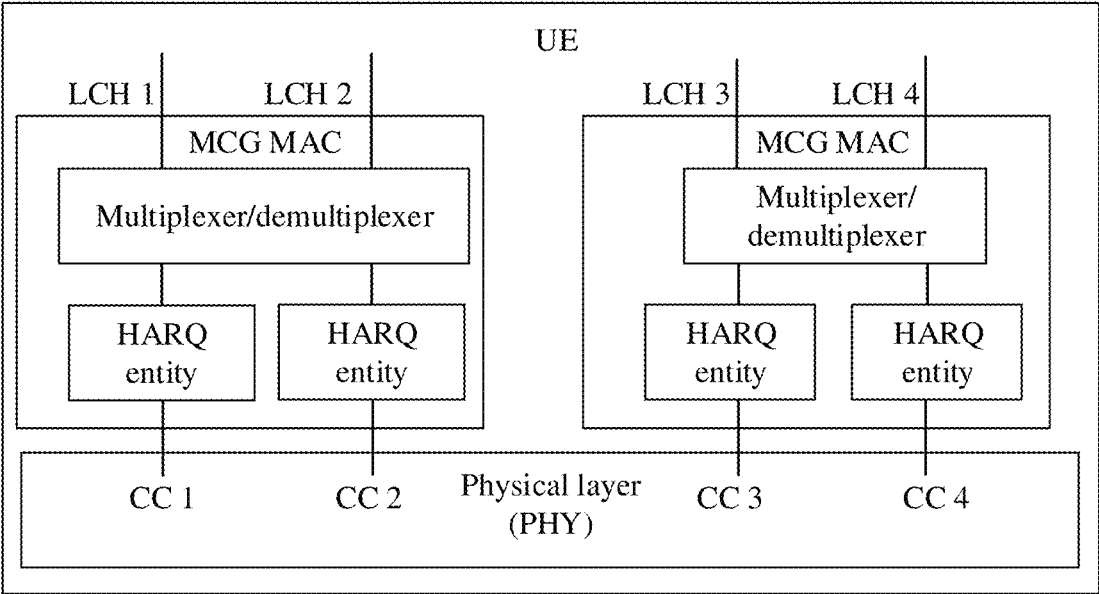 UE
LCH 1
LCH 2
LCH 3
LCH 4
MCG MAC
MCG MAC
Multiplexer/demultiplexer
Multiplexer/
demultiplexer
HARQ
entity
HARQ
entity
HARQ
entity
HARQ
entity
CC 1
CC 2
Physical layer
(PHY)
CC 3
CC 4